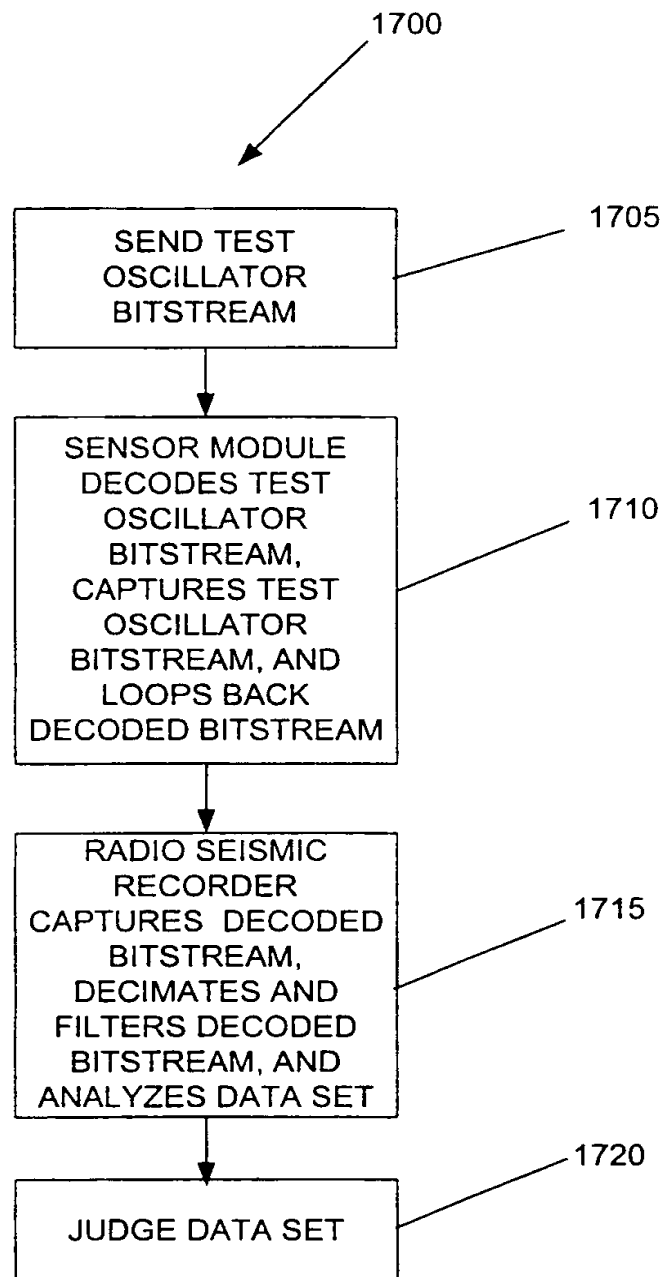 1700
SEND TEST
OSCILLATOR
BITSTREAM
1705
SENSOR MODULE
DECODES TEST
OSCILLATOR
BITSTREAM,
CAPTURES TEST
OSCILLATOR
BITSTREAM, AND
LOOPS BACK
DECODED BITSTREAM
1710
RADIO SEISMIC
RECORDER
CAPTURES DECODED
BITSTREAM,
DECIMATES AND
FILTERS DECODED
BITSTREAM, AND
ANALYZES DATA SET
1715
JUDGE DATA SET
1720